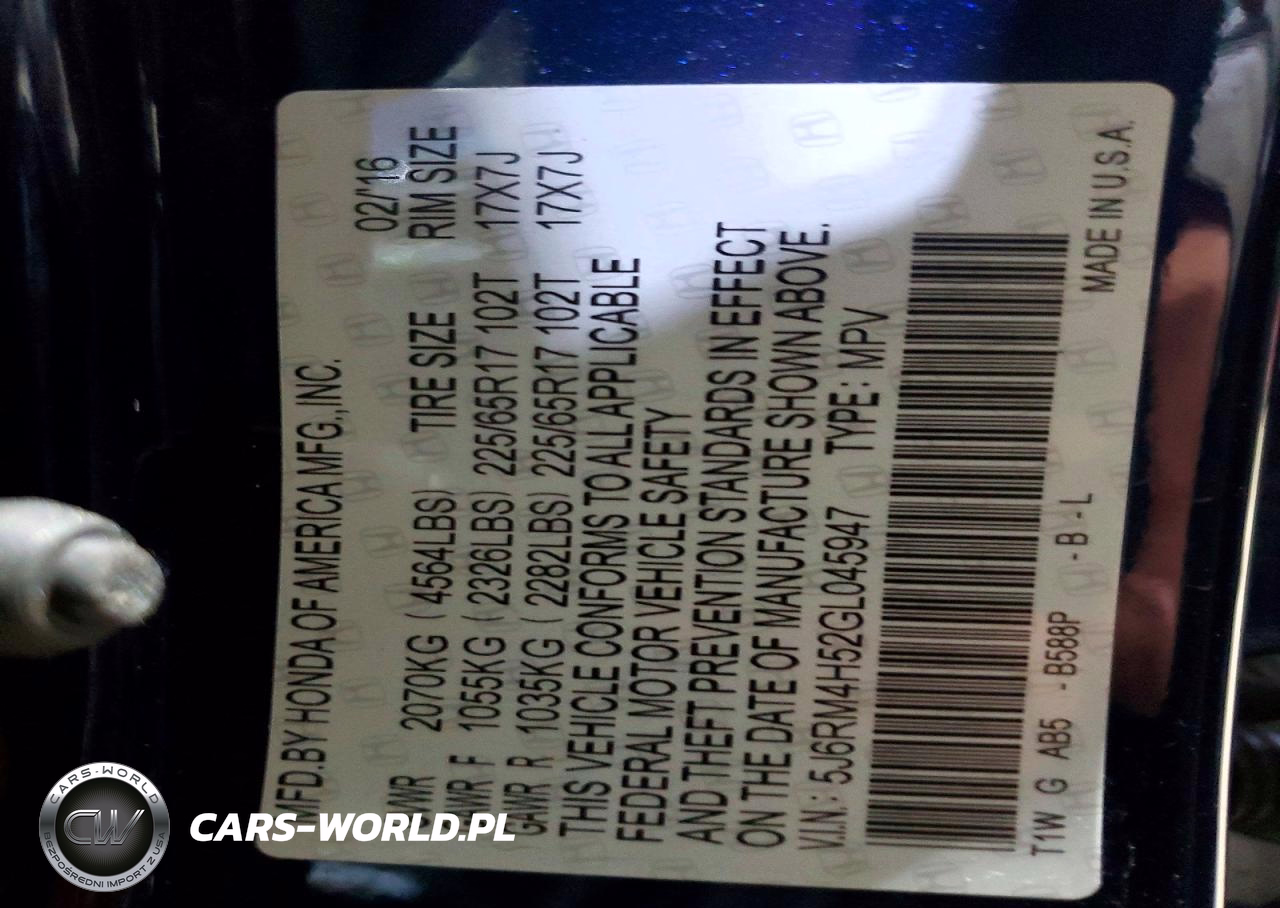 MFD.BY HONDA OF AMERICA MFG.,INC.
02/'16
GVWR 2070KG ( 4564LBS) TIRE SIZE RIM SIZE
GAWR F 1055KG ( 2326LBS) 225/65R17 102T 17X7J
GAWR R 1035KG ( 2282LBS) 225/65R17 102T 17X7J
THIS VEHICLE CONFORMS TO ALL APPLICABLE
FEDERAL MOTOR VEHICLE SAFETY
AND THEFT PREVENTION STANDARDS IN EFFECT
ON THE DATE OF MANUFACTURE SHOWN ABOVE.
V.I.N.: 5J6RM4H52GL045947 TYPE: MPV
T1W G AB5 - B588P - B - L
MADE IN U.S.A.
CARS-WORLD
CW
BEZPOŚREDNI IMPORT Z USA
CARS-WORLD.PL